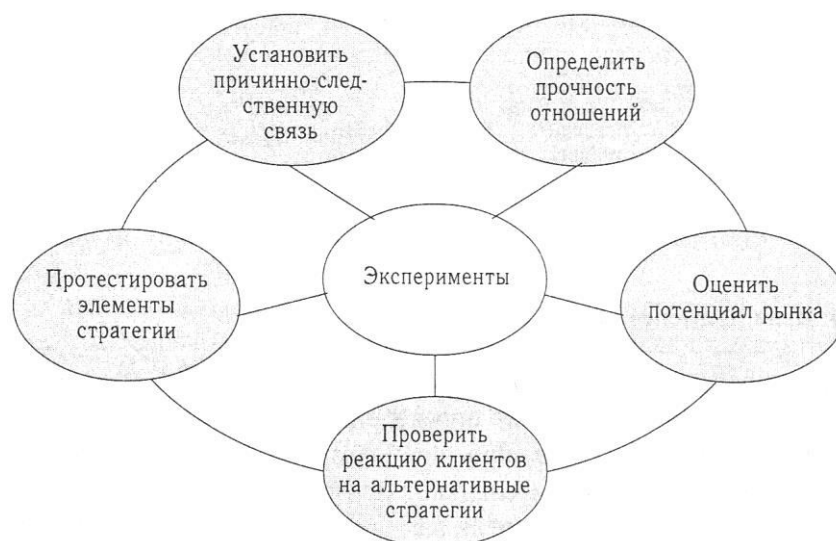 Установить
причинно-след-
ственную
связь
Определить
прочность
отношений
Протестировать
элементы
стратегии
Эксперименты
Оценить
потенциал рынка
Проверить
реакцию клиентов
на альтернативные
стратегии